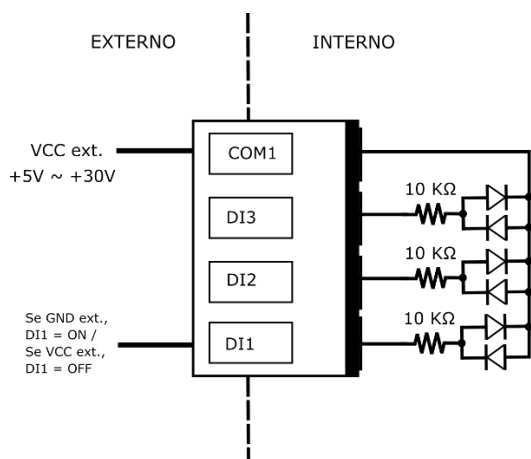 EXTERNO
INTERNO
VCC ext.
+5V ~ +30V
COM1
DI3
DI2
DI1
Se GND ext.,
DI1 = ON /
Se VCC ext.,
DI1 = OFF
10 KΩ
10 KΩ
10 KΩ